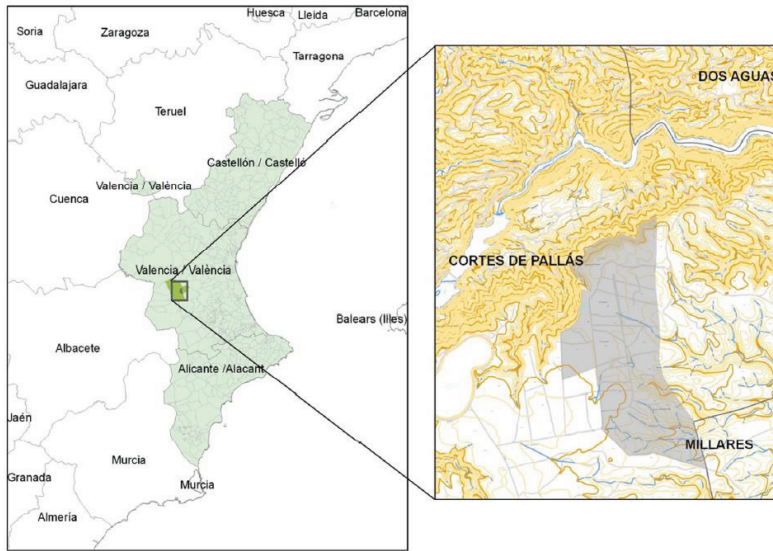 Huesca
Lleida
Barcelona
Soria
Zaragoza
Tarragona
Guadalajara
Teruel
Castellón / Castelló
Valencia / València
Cuenca
Valencia / València
Balears (Illes)
Albacete
Alicante /Alacant
Jaén
Murcia
Granada
Murcia
Almería
DOS AGUAS
CORTES DE PALLÁS
MILLARES